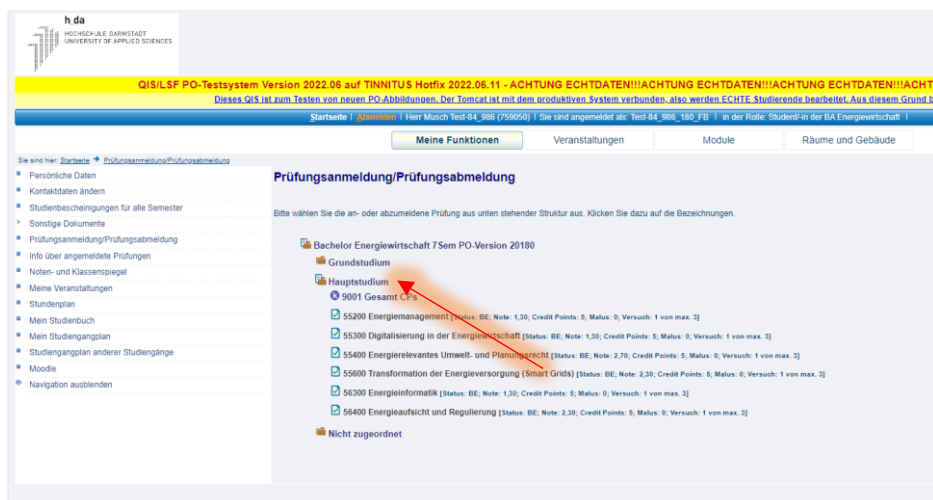 h_da
HOCHSCHULE DARMSTADT
UNIVERSITY OF APPLIED SCIENCES
QIS/LSF PO-Testsystem Version 2022.06 auf TINNITUS Hotfix 2022.06.11 - ACHTUNG ECHTDATEN!!!ACHTUNG ECHTDATEN!!!ACHTUNG ECHTDATEN!!!ACHT
Dieses QIS ist zum Testen von neuen PO-Abbildungen. Der Tomcat ist mit dem produktiven System verbunden, also werden ECHTE Studierende bearbeitet. Aus diesem Grund b
Startseite | Abmelden | Herr Musch Test-84_986 (759050) | Sie sind angemeldet als: Test-84_986_180_FB | in der Rolle: Student/-in der BA Energiewirtschaft |
Meine Funktionen Veranstaltungen Module Räume und Gebäude
Sie sind hier: Startseite Prüfungsanmeldung/Prüfungsabmeldung
Persönliche Daten
Kontaktdaten ändern
Studienbescheinigungen für alle Semester
Sonstige Dokumente
Prüfungsanmeldung/Prüfungsabmeldung
Info über angemeldete Prüfungen
Noten- und Klassenspiegel
Meine Veranstaltungen
Stundenplan
Mein Studienbuch
Mein Studiengangplan
Studiengangplan anderer Studiengänge
Moodle
Navigation ausblenden
Prüfungsanmeldung/Prüfungsabmeldung
Bitte wählen Sie die an- oder abzumeldene Prüfung aus unten stehender Struktur aus. Klicken Sie dazu auf die Bezeichnungen.
Bachelor Energiewirtschaft 7Sem PO-Version 20180
Grundstudium
Hauptstudium
K 9001 Gesamt CPs
55200 Energiemanagement [Status: BE; Note: 1,30; Credit Points: 5; Malus: 0; Versuch: 1 von max. 3]
55300 Digitalisierung in der Energiewirtschaft [Status: BE; Note: 1,30; Credit Points: 5; Malus: 0; Versuch: 1 von max. 3]
55400 Energierelevantes Umwelt- und Planungsrecht [Status: BE; Note: 2,70; Credit Points: 5; Malus: 0; Versuch: 1 von max. 3]
55600 Transformation der Energieversorgung (Smart Grids) [Status: BE; Note: 2,30; Credit Points: 5; Malus: 0; Versuch: 1 von max. 3]
56300 Energieinformatik [Status: BE; Note: 1,30; Credit Points: 5; Malus: 0; Versuch: 1 von max. 3]
56400 Energieaufsicht und Regulierung [Status: BE; Note: 2,30; Credit Points: 5; Malus: 0; Versuch: 1 von max. 3]
Nicht zugeordnet